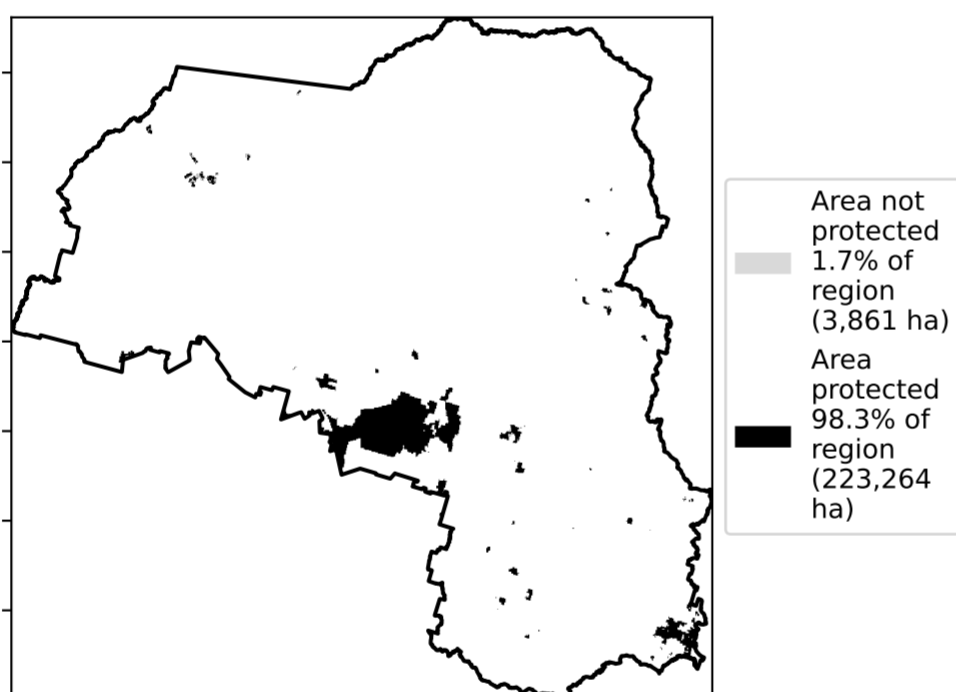 Area not
protected
1.7% of
region
(3,861 ha)
Area
protected
98.3% of
region
(223,264
ha)